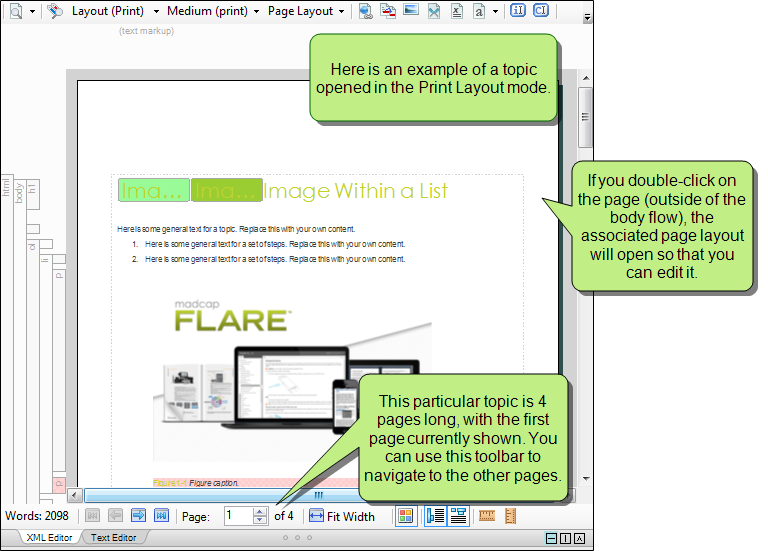 Layout (Print) Medium (print) Page Layout
(text markup)
Here is an example of a topic
opened in the Print Layout mode.
html
body
h1
ol
li
p
p
Ima... Ima... Image Within a List
If you double-click on
the page (outside of the
body flow), the
associated page layout
will open so that you
can edit it.
Here is some general text for a topic. Replace this with your own content.
1. Here is some general text for a set of steps. Replace this with your own content.
2. Here is some general text for a set of steps. Replace this with your own content.
madcap
FLARE
This particular topic is 4
pages long, with the first
page currently shown. You
can use this toolbar to
navigate to the other pages.
Figure 1-1 Figure caption.
Words: 2098 Page: 1 of 4 Fit Width
XML Editor Text Editor